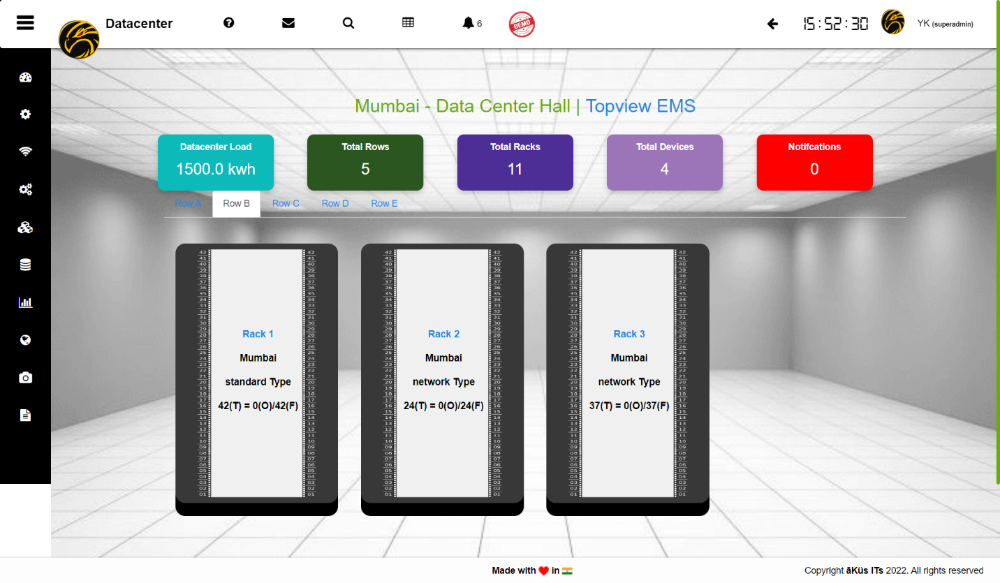 Datacenter
6
DEMO
15:52:30
YK (superadmin)
Mumbai - Data Center Hall | Topview EMS
Datacenter Load
1500.0 kwh
Total Rows
5
Total Racks
11
Total Devices
4
Notifcations
0
Row A Row B Row C Row D Row E
42 42 42 42 42 42
41 41 41 41 41 41
40 40 40 40 40 40
39 39 39 39 39 39
38 38 38 38 38 38
37 37 37 37 37 37
36 36 36 36 36 36
35 35 35 35 35 35
34 34 34 34 34 34
33 33 33 33 33 33
32 32 32 32 32 32
31 31 31 31 31 31
30 30 30 30 30 30
29 29 29 29 29 29
28 28 28 28 28 28
27 27 27 27 27 27
26 26 26 26 26 26
25 25 25 25 25 25
24 24 24 24 24 24
23 23 23 23 23 23
22 22 22 22 22 22
21 21 21 21 21 21
20 20 20 20 20 20
19 19 19 19 19 19
18 18 18 18 18 18
17 17 17 17 17 17
16 16 16 16 16 16
15 15 15 15 15 15
14 14 14 14 14 14
13 13 13 13 13 13
12 12 12 12 12 12
11 11 11 11 11 11
10 10 10 10 10 10
09 09 09 09 09 09
08 08 08 08 08 08
07 07 07 07 07 07
06 06 06 06 06 06
05 05 05 05 05 05
04 04 04 04 04 04
03 03 03 03 03 03
02 02 02 02 02 02
01 01 01 01 01 01
Rack 1
Mumbai
standard Type
42(T) = 0(O)/42(F)
Rack 2
Mumbai
network Type
24(T) = 0(O)/24(F)
Rack 3
Mumbai
network Type
37(T) = 0(O)/37(F)
Made with ❤ in 🇮🇳
Copyright āKüs ITs 2022. All rights reserved